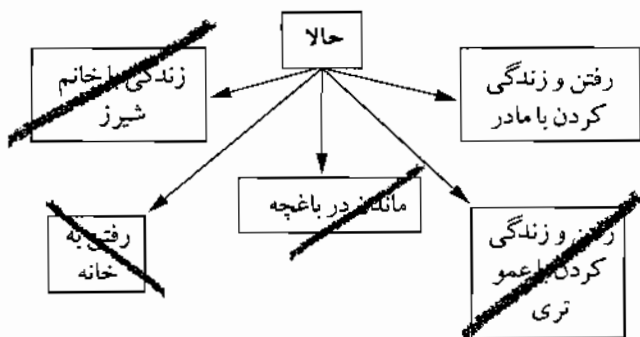 حالا
رفتن و زندگی
کردن با مادر
زندگی با خانم
شیرز
ماندن در باغچه
رفتن و زندگی
کردن با عمو
تری
رفتن به
خانه